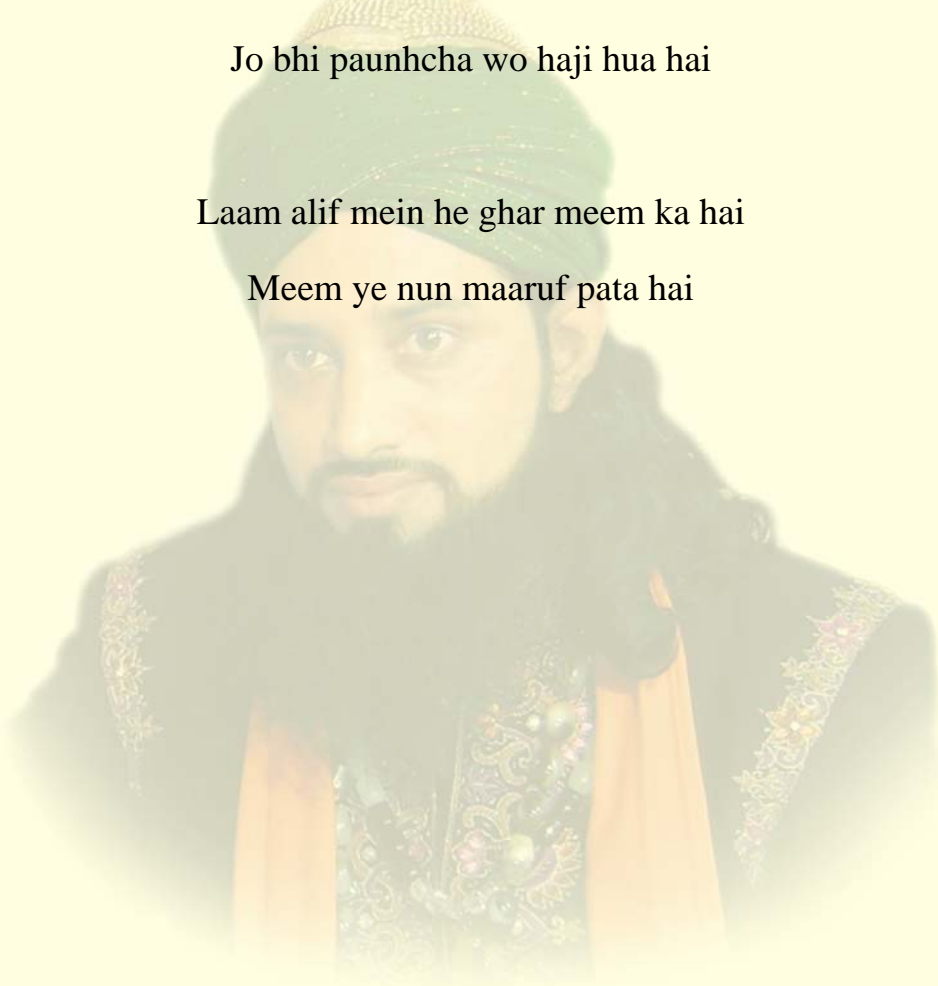 Jo bhi paunhcha wo haji hua hai
Laam alif mein he ghar meem ka hai
Meem ye nun maaruf pata hai